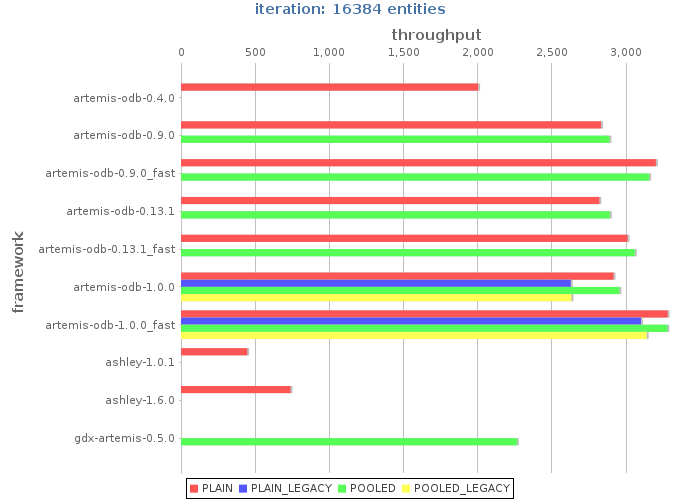 iteration: 16384 entities
throughput
0 500 1,000 1,500 2,000 2,500 3,000
framework
artemis-odb-0.4.0
artemis-odb-0.9.0
artemis-odb-0.9.0_fast
artemis-odb-0.13.1
artemis-odb-0.13.1_fast
artemis-odb-1.0.0
artemis-odb-1.0.0_fast
ashley-1.0.1
ashley-1.6.0
gdx-artemis-0.5.0
PLAIN PLAIN_LEGACY POOLED POOLED_LEGACY